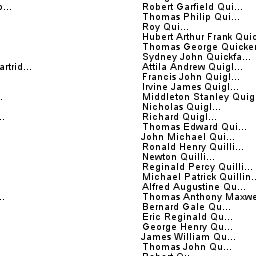 o...
Robert Garfield Qui...
Thomas Philip Qui...
Roy Qui...
Hubert Arthur Frank Quic
Thomas George Quicker
Sydney John Quickfa...
artrid... Attila Andrew Quigl...
Francis John Quigl...
Irvine James Quigl...
Middleton Stanley Quig
Nicholas Quigl...
Richard Quigl...
Thomas Edward Qui...
John Michael Qui...
Ronald Henry Quilli...
Newton Quilli...
Reginald Percy Quilli...
Michael Patrick Quillin...
Alfred Augustine Qu...
Thomas Anthony Maxwe
Bernard Gale Qu...
Eric Reginald Qu...
George Henry Qu...
James William Qu...
Thomas John Qu...